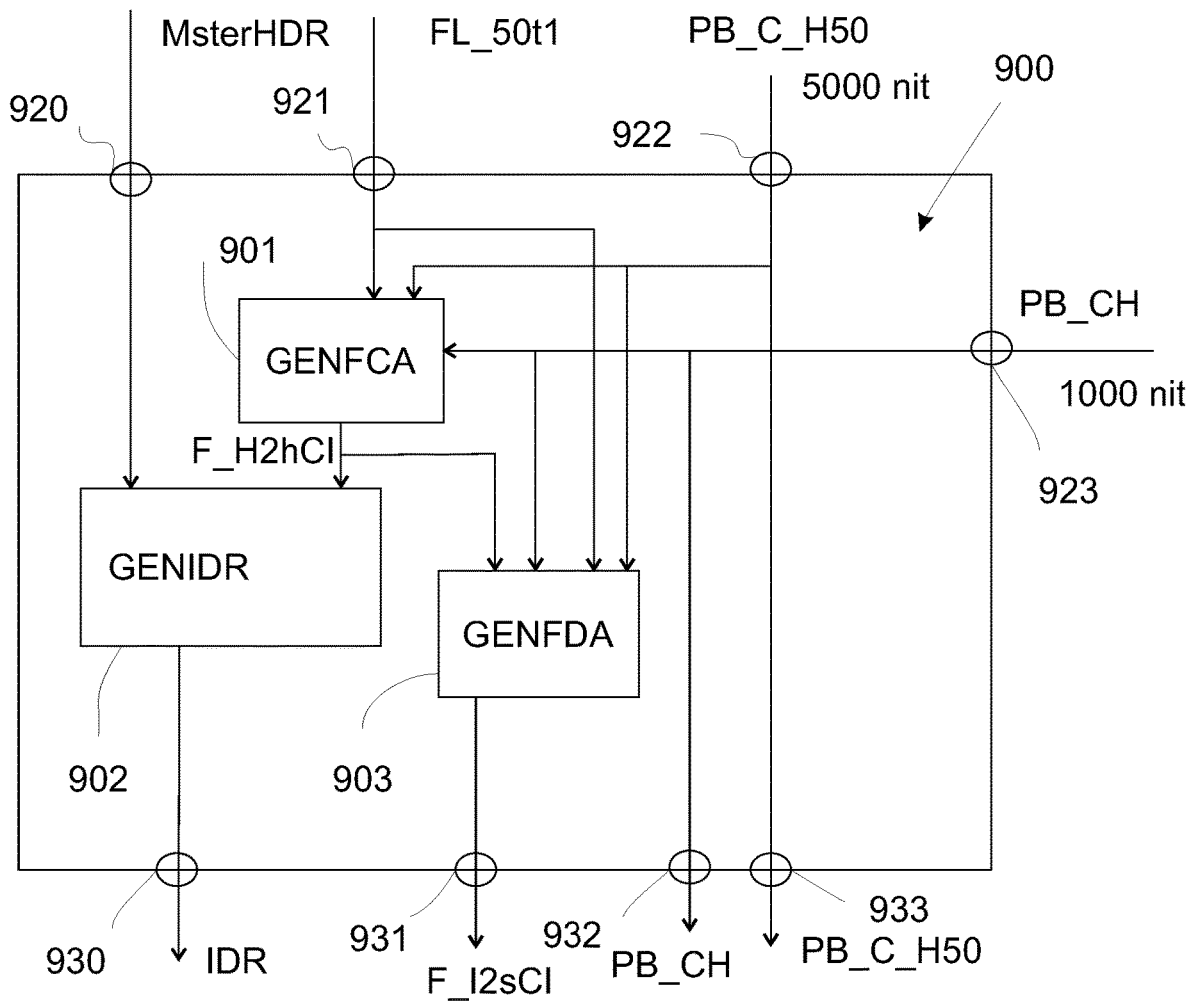 MsterHDR
FL_50t1
PB_C_H50
5000 nit
900
920
921
922
901
PB_CH
GENFCA
1000 nit
F_H2hCI
923
GENIDR
GENFDA
902
903
930
IDR
931
F_I2sCI
932
PB_CH
933
PB_C_H50